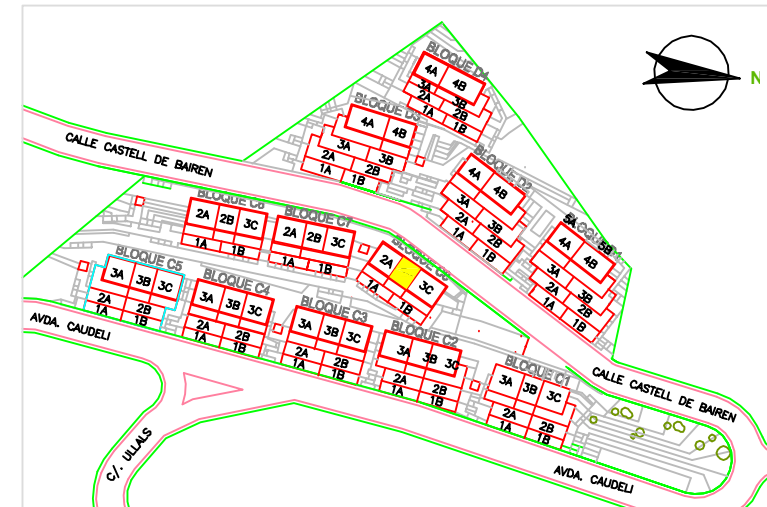 BLOQUE D4
4A 4B
3A 3B
2A 2B
1A 1B
N
BLOQUE D3
4A 4B
3A 3B
2A 2B
1A 1B
CALLE CASTELL DE BAIREN
BLOQUE D2
4A 4B
3A 3B
2A 2B
1A 1B
5A 5B
4A 4B
3A 3B
2A 2B
1A 1B
BLOQUE C6
2A 2B 3C
1A 1B
BLOQUE C7
2A 2B 3C
1A 1B
2A 3C
1A 1B
BLOQUE C5
3A 3B 3C
2A 2B
1A 1B
BLOQUE C4
3A 3B 3C
2A 2B
1A 1B
BLOQUE C3
3A 3B 3C
2A 2B
1A 1B
BLOQUE C2
3A 3B 3C
2A 2B
1A 1B
BLOQUE C1
3A 3B 3C
2A 2B
1A 1B
AVDA. CAUDELI
CALLE CASTELL DE BAIREN
C/. ULLALS
AVDA. CAUDELI